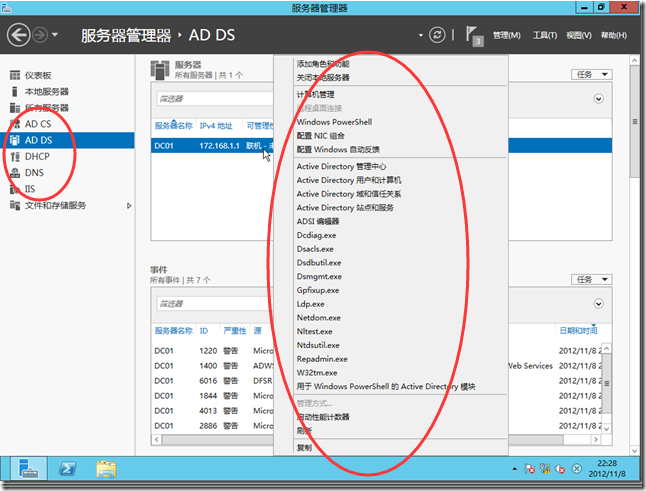 服务器管理器
服务器管理器 · AD DS
3
管理(M) 工具(T) 视图(V) 帮助(H)
仪表板
本地服务器
所有服务器
AD CS
AD DS
DHCP
DNS
IIS
文件和存储服务
服务器
所有服务器 | 共 1 个
任务
筛选器
服务器名称 IPv4 地址 可管理性
DC01 172.168.1.1 联机 - 未
添加角色和功能
关闭本地服务器
计算机管理
远程桌面连接
Windows PowerShell
配置 NIC 组合
配置 Windows 自动反馈
Active Directory 管理中心
Active Directory 用户和计算机
Active Directory 域和信任关系
Active Directory 站点和服务
ADSI 编辑器
Dcdiag.exe
Dsacls.exe
Dsdbutil.exe
Dsmgmt.exe
Gpfixup.exe
Ldp.exe
Netdom.exe
Nltest.exe
Ntdsutil.exe
Repadmin.exe
W32tm.exe
用于 Windows PowerShell 的 Active Directory 模块
管理方式...
启动性能计数器
刷新
复制
事件
所有事件 | 共 7 个
任务
筛选器
服务器名称 ID 严重性 源 日期和时间
DC01 1220 警告 Micro 2012/11/8 2
DC01 1400 警告 ADWS Web Services 2012/11/8 2
DC01 6016 警告 DFSR 2012/11/8 2
DC01 1844 警告 Micro 2012/11/8 2
DC01 4013 警告 Micro 2012/11/8 2
DC01 2886 警告 Micro 2012/11/8 2
22:28
2012/11/8